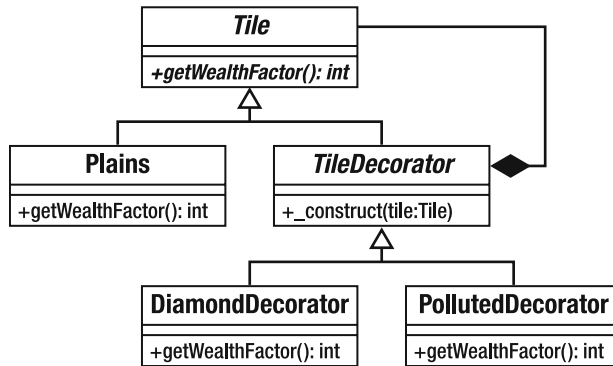 Tile
+getWealthFactor(): int
Plains
+getWealthFactor(): int
TileDecorator
+_construct(tile:Tile)
DiamondDecorator
+getWealthFactor(): int
PollutedDecorator
+getWealthFactor(): int